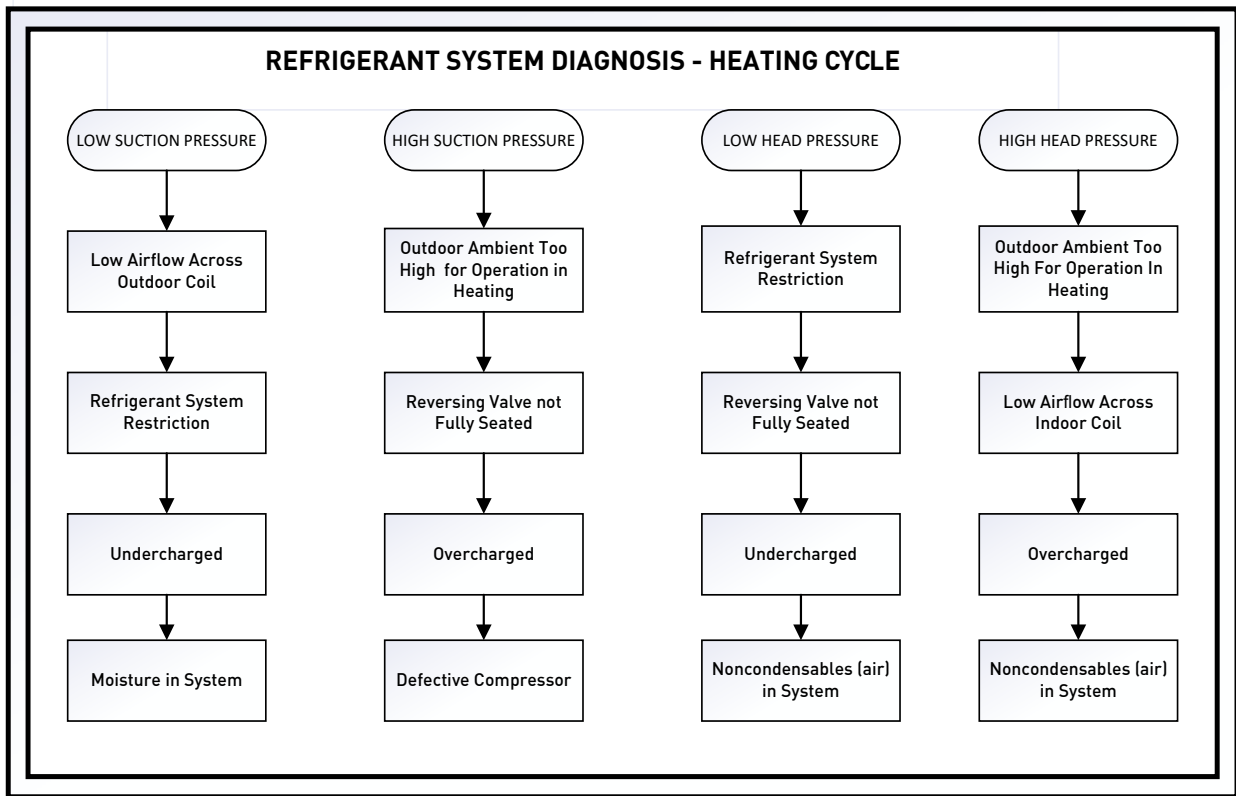 REFRIGERANT SYSTEM DIAGNOSIS - HEATING CYCLE
LOW SUCTION PRESSURE
Low Airflow Across
Outdoor Coil
Refrigerant System
Restriction
Undercharged
Moisture in System
HIGH SUCTION PRESSURE
Outdoor Ambient Too
High for Operation in
Heating
Reversing Valve not
Fully Seated
Overcharged
Defective Compressor
LOW HEAD PRESSURE
Refrigerant System
Restriction
Reversing Valve not
Fully Seated
Undercharged
Noncondensables (air)
in System
HIGH HEAD PRESSURE
Outdoor Ambient Too
High For Operation In
Heating
Low Airflow Across
Indoor Coil
Overcharged
Noncondensables (air)
in System